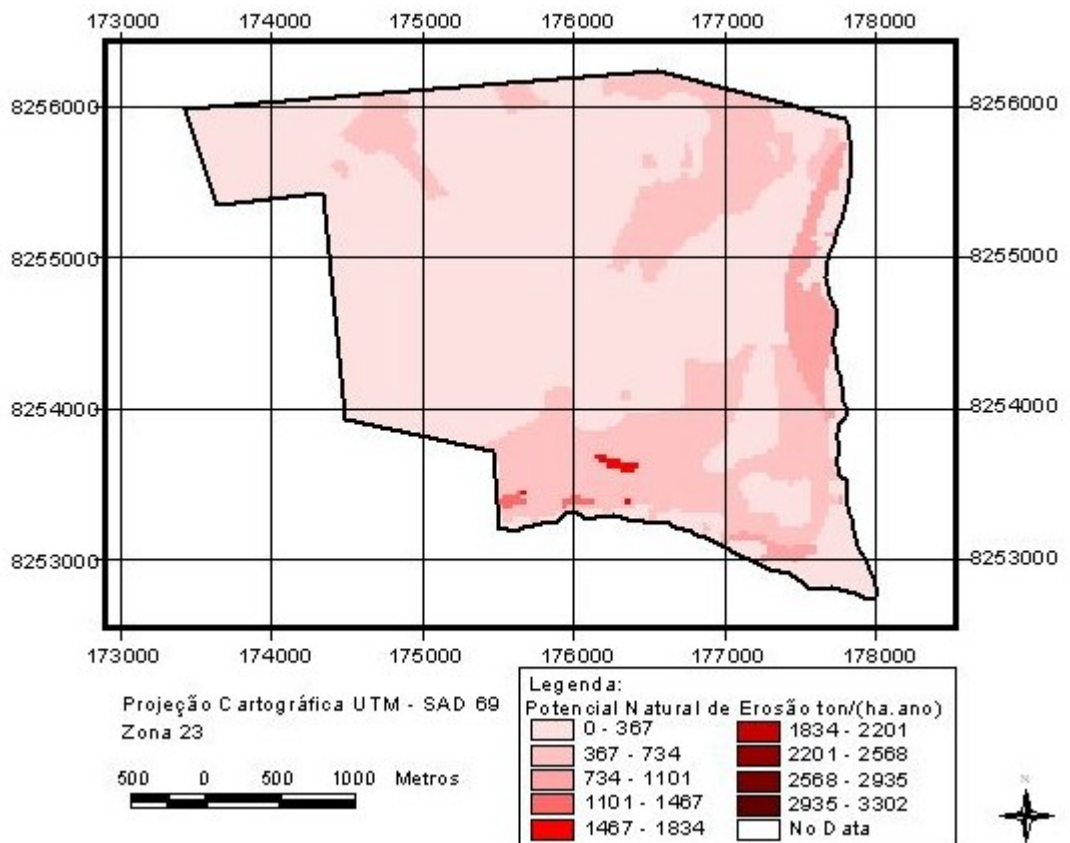 173000 174000 175000 176000 177000 178000
8256000 8256000
8255000 8255000
8254000 8254000
8253000 8253000
173000 174000 175000 176000 177000 178000
Projeção Cartográfica UTM - SAD 69
Zona 23
500 0 500 1000 Metros
Legenda:
Potencial Natural de Erosão ton/(ha.ano)
0 - 367
367 - 734
734 - 1101
1101 - 1467
1467 - 1834
1834 - 2201
2201 - 2568
2568 - 2935
2935 - 3302
No Data
N